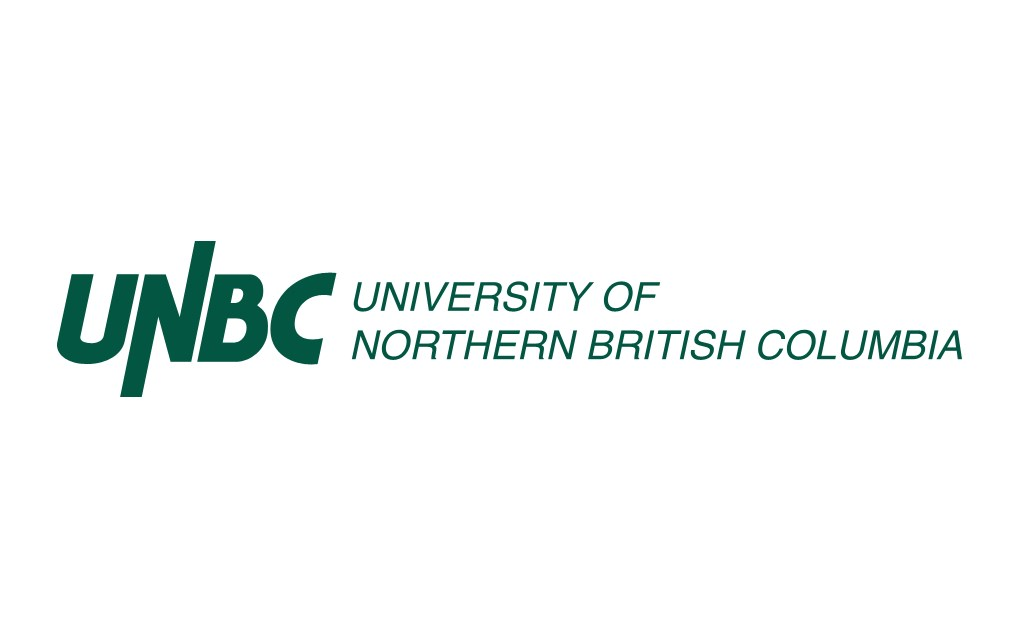 UNBC
UNIVERSITY OF
NORTHERN BRITISH COLUMBIA